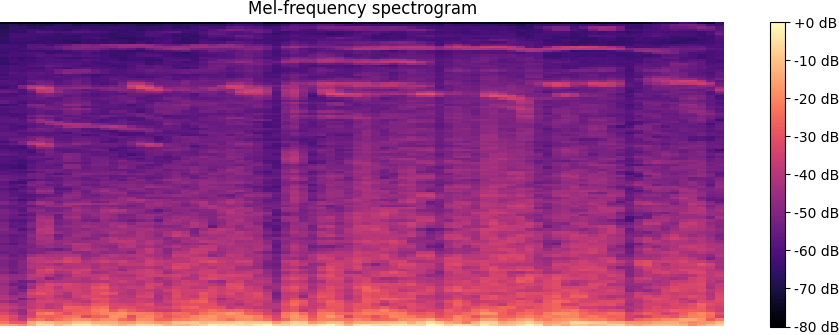 Mel-frequency spectrogram
+0 dB
-10 dB
-20 dB
-30 dB
-40 dB
-50 dB
-60 dB
-70 dB
-80 dB